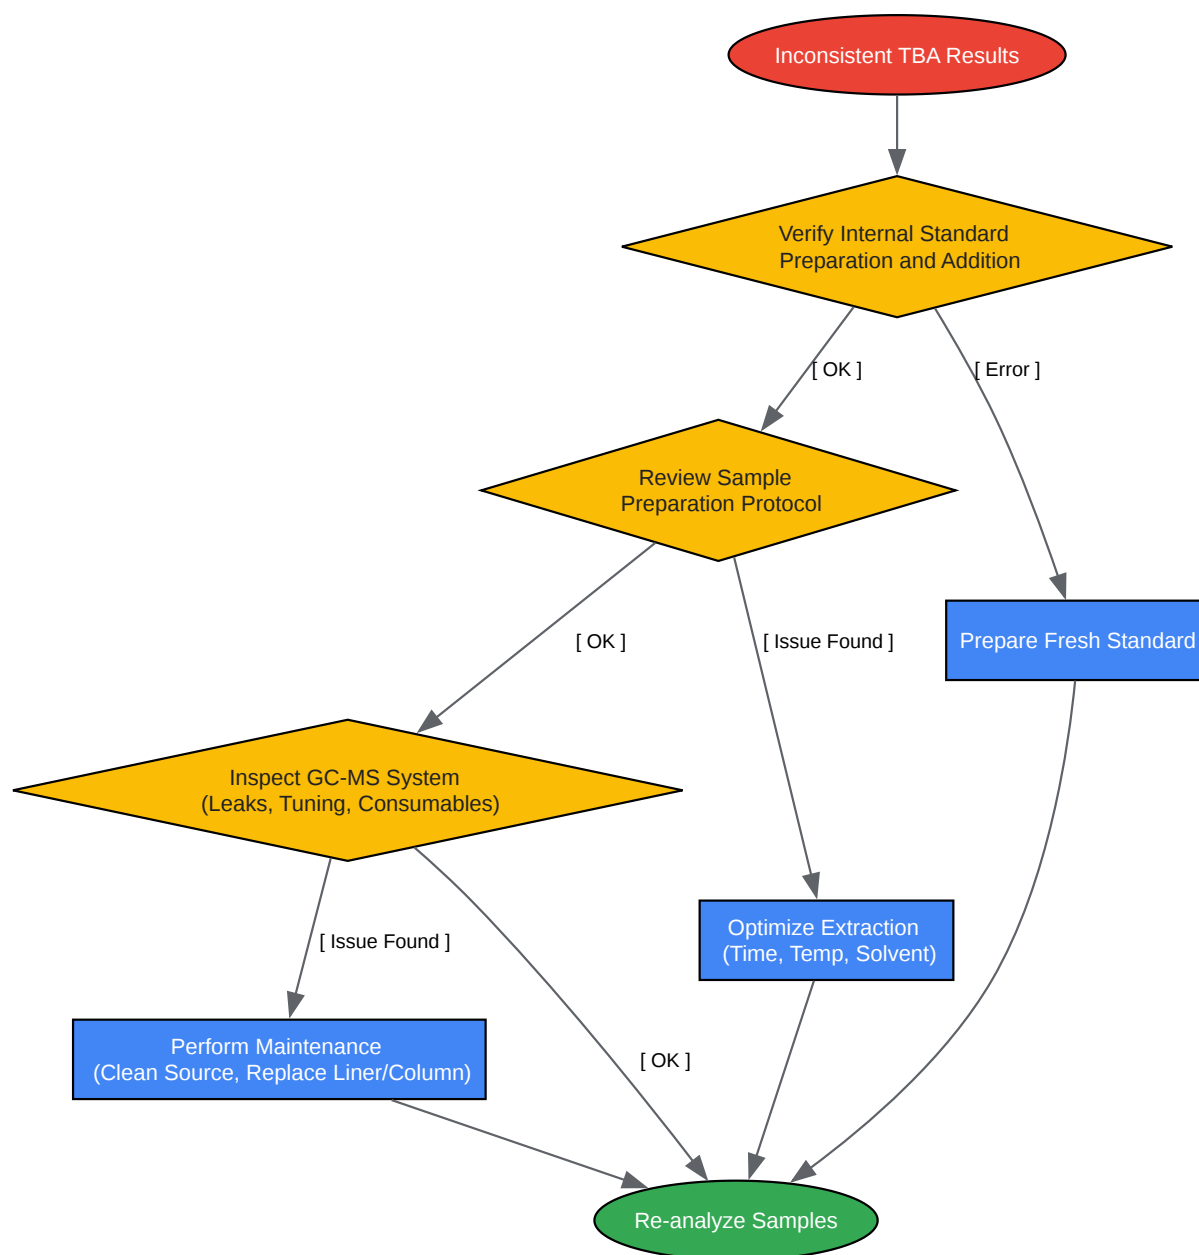 Inconsistent TBA Results
Verify Internal Standard
Preparation and Addition
[ OK ]
[ Error ]
Review Sample
Preparation Protocol
[ OK ]
[ Issue Found ]
Prepare Fresh Standard
Inspect GC-MS System
(Leaks, Tuning, Consumables)
[ Issue Found ]
Optimize Extraction
(Time, Temp, Solvent)
Perform Maintenance
(Clean Source, Replace Liner/Column)
[ OK ]
Re-analyze Samples